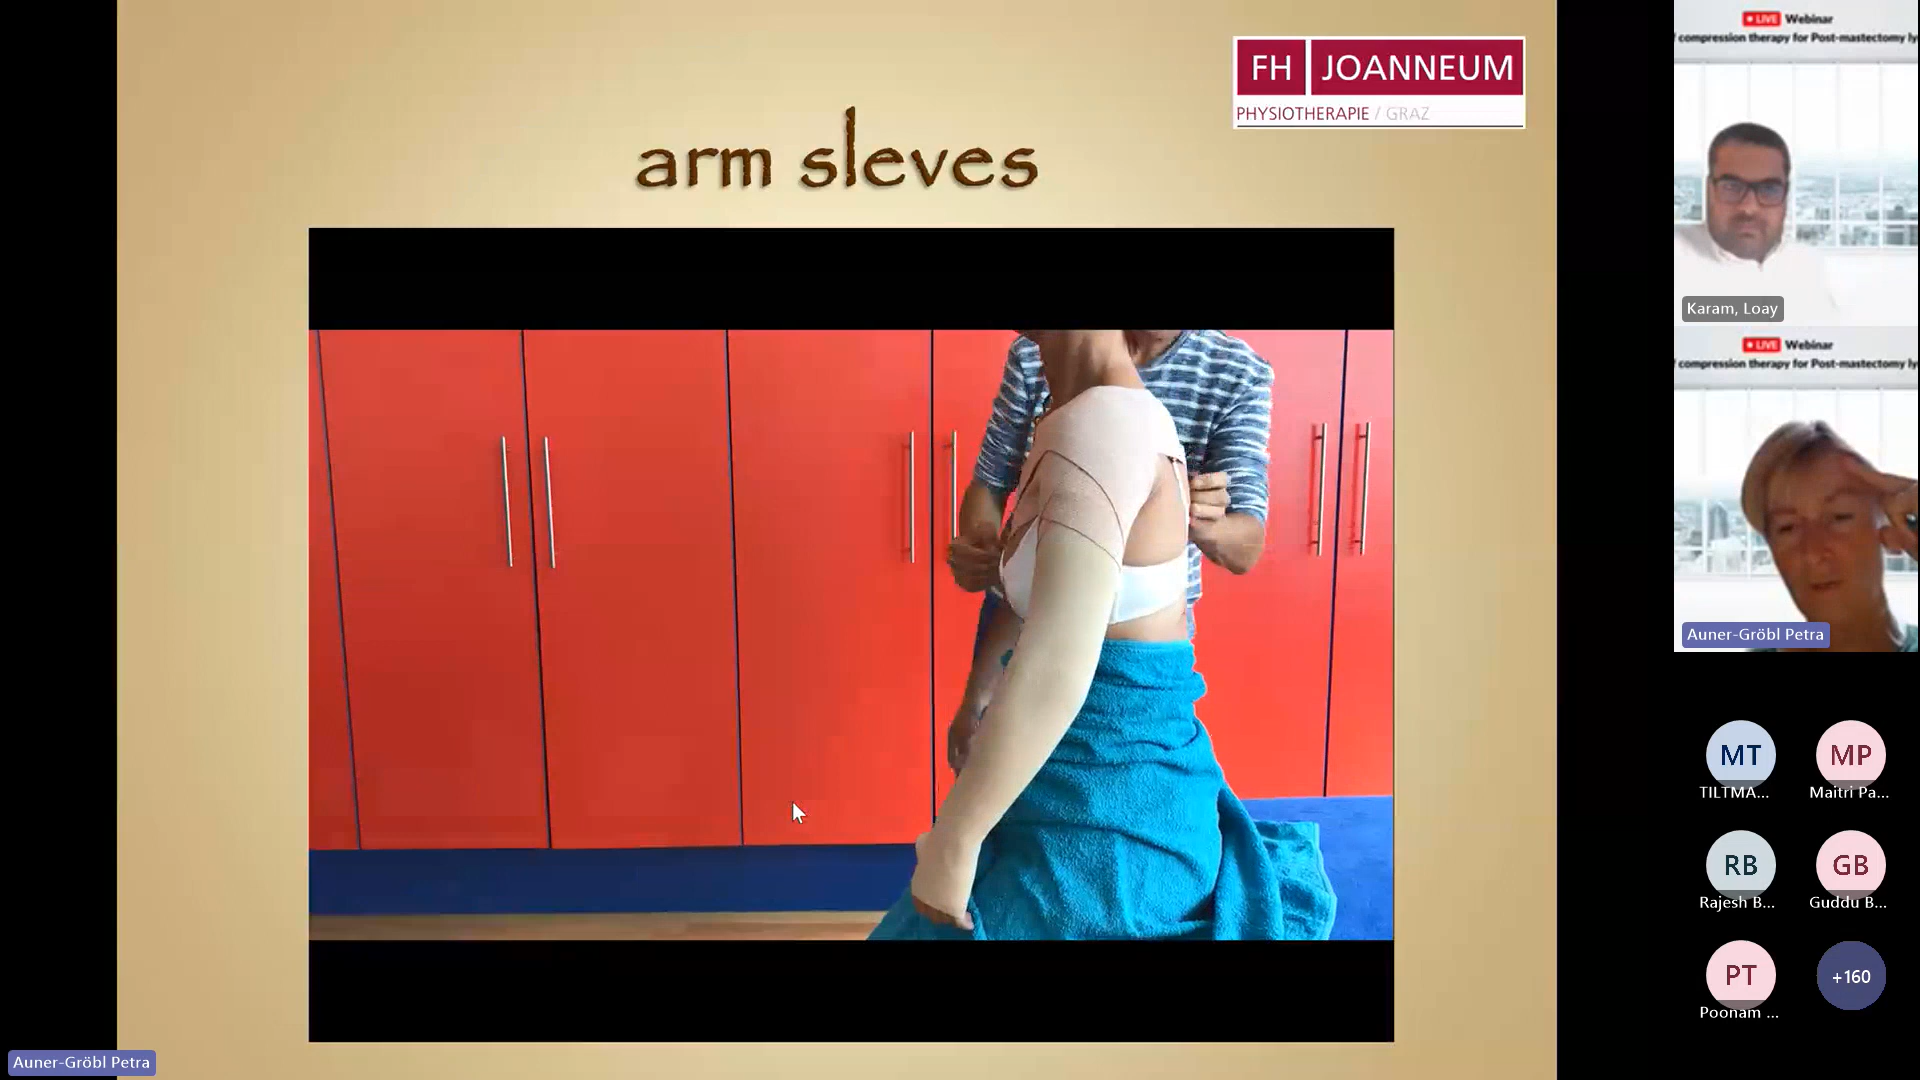 FH JOANNEUM
PHYSIOTHERAPIE / GRAZ
arm sleves
Auner-Gröbl Petra
LIVE Webinar
compression therapy for Post-mastectomy ly
Karam, Loay
LIVE Webinar
compression therapy for Post-mastectomy ly
Auner-Gröbl Petra
MT MP
TILTMA... Maitri Pa...
RB GB
Rajesh B... Guddu B...
PT +160
Poonam ...